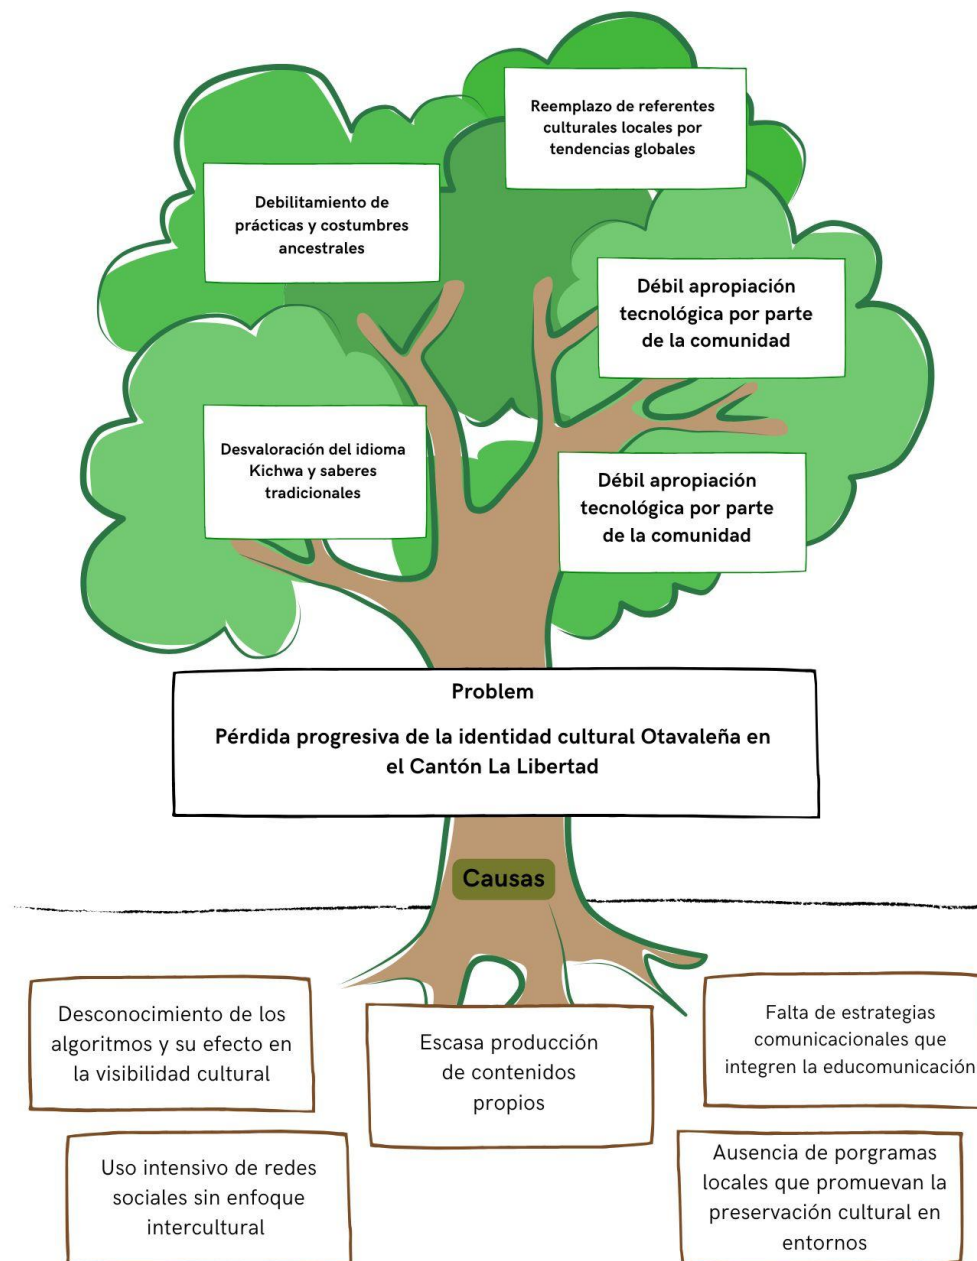 Reemplazo de referentes
culturales locales por
tendencias globales
Debilitamiento de
prácticas y costumbres
ancestrales
Débil apropiación
tecnológica por parte
de la comunidad
Desvaloración del idioma
Kichwa y saberes
tradicionales
Débil apropiación
tecnológica por parte
de la comunidad
Problem
Pérdida progresiva de la identidad cultural Otavaleña en
el Cantón La Libertad
Causas
Desconocimiento de los
algoritmos y su efecto en
la visibilidad cultural
Escasa producción
de contenidos
propios
Falta de estrategias
comunicacionales que
integren la educomunicación
Uso intensivo de redes
sociales sin enfoque
intercultural
Ausencia de porgramas
locales que promuevan la
preservación cultural en
entornos